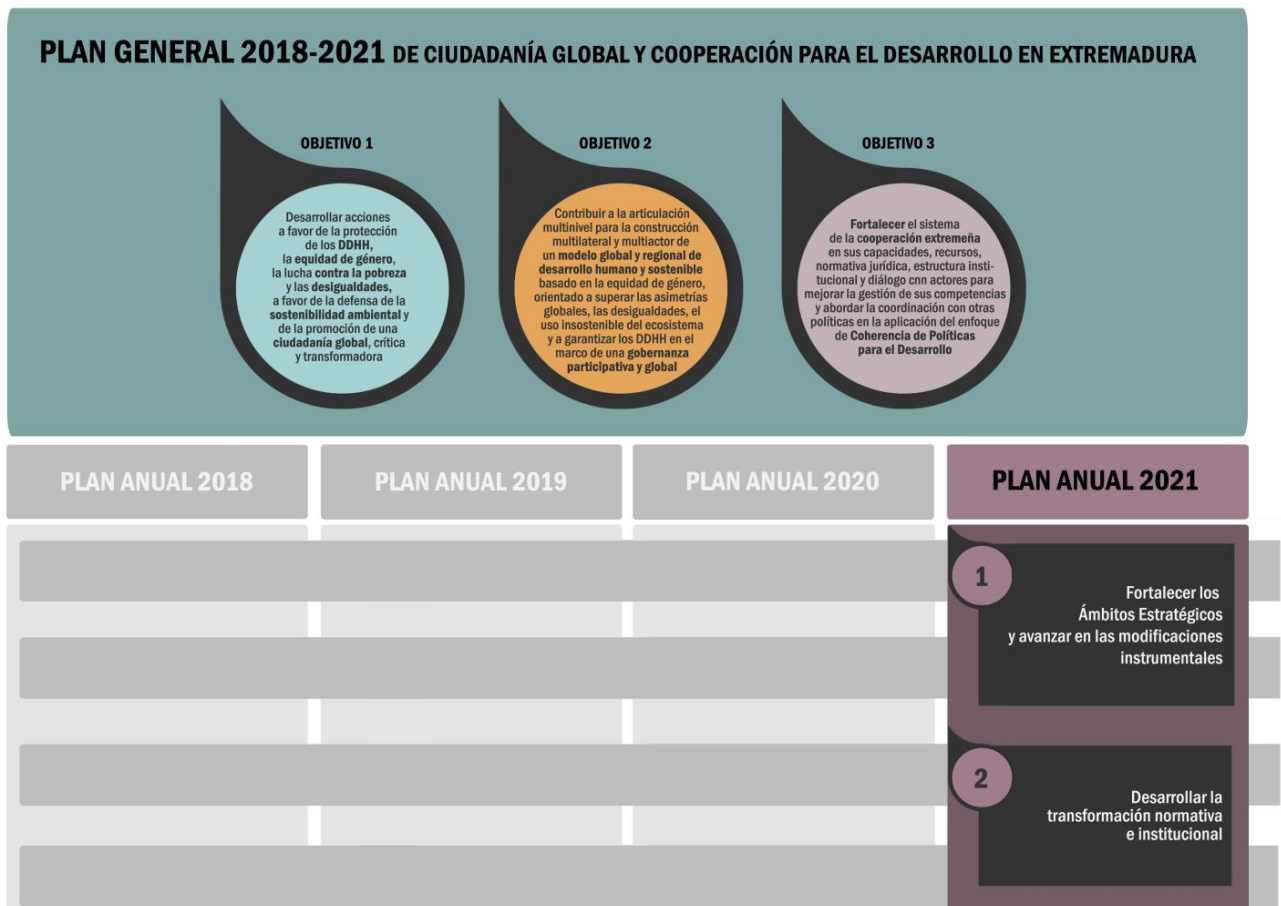 PLAN GENERAL 2018-2021 DE CIUDADANÍA GLOBAL Y COOPERACIÓN PARA EL DESARROLLO EN EXTREMADURA
OBJETIVO 1
Desarrollar acciones
a favor de la protección
de los DDHH,
la equidad de género,
la lucha contra la pobreza
y las desigualdades,
a favor de la defensa de la
sostenibilidad ambiental y
de la promoción de una
ciudadanía global, crítica
y transformadora
OBJETIVO 2
Contribuir a la articulación
multinivel para la construcción
multilateral y multiactor de
un modelo global y regional de
desarrollo humano y sostenible
basado en la equidad de género,
orientado a superar las asimetrías
globales, las desigualdades, el
uso insostenible del ecosistema
y a garantizar los DDHH en el
marco de una gobernanza
participativa y global
OBJETIVO 3
Fortalecer el sistema
de la cooperación extremeña
en sus capacidades, recursos,
normativa jurídica, estructura insti-
tucional y diálogo cnn actores para
mejorar la gestión de sus competencias
y abordar la coordinación con otras
políticas en la aplicación del enfoque
de Coherencia de Políticas
para el Desarrollo
PLAN ANUAL 2018
PLAN ANUAL 2019
PLAN ANUAL 2020
PLAN ANUAL 2021
1
Fortalecer los
Ámbitos Estratégicos
y avanzar en las modificaciones
instrumentales
2
Desarrollar la
transformación normativa
e institucional